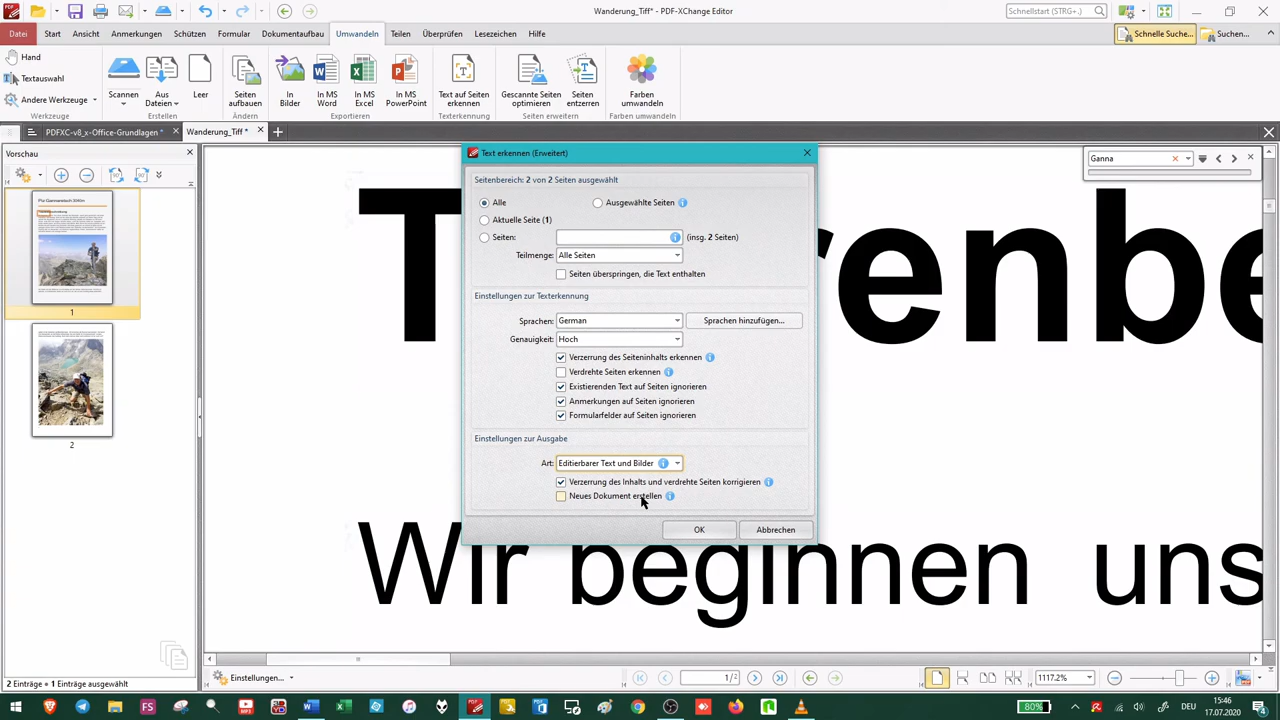 Wanderung_Tiff* - PDF-XChange Editor
Schnellstart (STRG+.)
Datei Start Ansicht Anmerkungen Schützen Formular Dokumentaufbau Umwandeln Teilen Überprüfen Lesezeichen Hilfe
Schnelle Suche... Suchen...
Hand
Textauswahl
Andere Werkzeuge
Werkzeuge
Scannen
Aus Dateien
Leer
Erstellen
Seiten aufbauen
Ändern
In Bilder
In MS Word
In MS Excel
In MS PowerPoint
Exportieren
Text auf Seiten erkennen
Texterkennung
Gescannte Seiten optimieren
Seiten entzerren
Seiten erweitern
Farben umwandeln
Farben umwandeln
PDFXC-v8_x-Office-Grundlagen *
Wanderung_Tiff *
Vorschau
1
2
Ganna
Text erkennen (Erweitert)
Seitenbereich: 2 von 2 Seiten ausgewählt
Alle
Ausgewählte Seiten
Aktuelle Seite (1)
Seiten:
(insg. 2 Seiten)
Teilmenge: Alle Seiten
Seiten überspringen, die Text enthalten
Einstellungen zur Texterkennung
Sprachen: German
Sprachen hinzufügen...
Genauigkeit: Hoch
Verzerrung des Seiteninhalts erkennen
Verdrehte Seiten erkennen
Existierenden Text auf Seiten ignorieren
Anmerkungen auf Seiten ignorieren
Formularfelder auf Seiten ignorieren
Einstellungen zur Ausgabe
Art: Editierbarer Text und Bilder
Verzerrung des Inhalts und verdrehte Seiten korrigieren
Neues Dokument erstellen
OK
Abbrechen
T renbe
Wir beginnen uns
2 Einträge • 1 Einträge ausgewählt
Einstellungen...
1/2
1117.2%
80%
15:46
17.07.2020